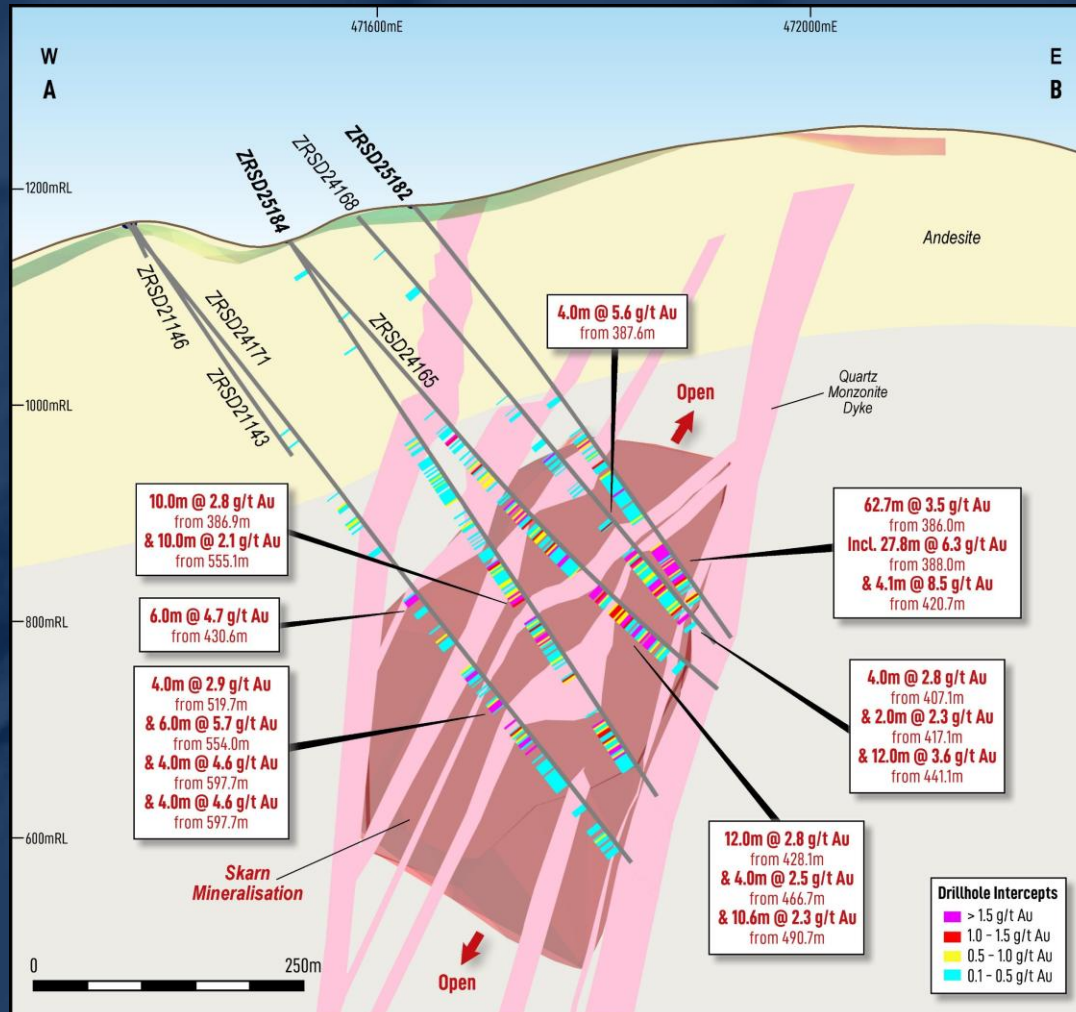 471600mE
472000mE
W
A
E
B
ZRSD25184
ZRSD24168
ZRSD25182
1200mRL
Andesite
ZRSD21146
ZRSD24171
ZRSD21143
ZRSD24165
4.0m @ 5.6 g/t Au
from 387.6m
Quartz
Monzonite
Dyke
1000mRL
Open
10.0m @ 2.8 g/t Au
from 386.9m
& 10.0m @ 2.1 g/t Au
from 555.1m
62.7m @ 3.5 g/t Au
from 386.0m
Incl. 27.8m @ 6.3 g/t Au
from 388.0m
& 4.1m @ 8.5 g/t Au
from 420.7m
800mRL
6.0m @ 4.7 g/t Au
from 430.6m
4.0m @ 2.9 g/t Au
from 519.7m
& 6.0m @ 5.7 g/t Au
from 554.0m
& 4.0m @ 4.6 g/t Au
from 597.7m
& 4.0m @ 4.6 g/t Au
from 597.7m
4.0m @ 2.8 g/t Au
from 407.1m
& 2.0m @ 2.3 g/t Au
from 417.1m
& 12.0m @ 3.6 g/t Au
from 441.1m
600mRL
Skarn
Mineralisation
12.0m @ 2.8 g/t Au
from 428.1m
& 4.0m @ 2.5 g/t Au
from 466.7m
& 10.6m @ 2.3 g/t Au
from 490.7m
Drillhole Intercepts
> 1.5 g/t Au
1.0 - 1.5 g/t Au
0.5 - 1.0 g/t Au
0.1 - 0.5 g/t Au
0
250m
Open